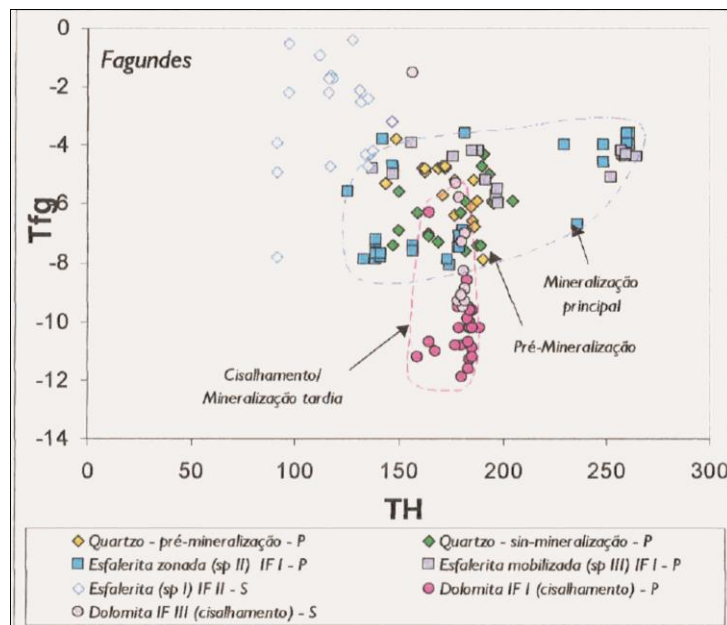 Fagundes
0
-2
-4
-6
-8
-10
-12
-14
Tfg
Mineralização
principal
Pré-Mineralização
Cisalhamento/
Mineralização tardia
0
50
100
150
200
250
300
TH
Quartzo - pré-mineralização - P
Quartzo - sin-mineralização - P
Esfalerita zonada (sp II) IF I - P
Esfalerita mobilizada (sp III) IF I - P
Esfalerita (sp I) IF II - S
Dolomita IF I (cisalhamento) - P
Dolomita IF III (cisalhamento) - S